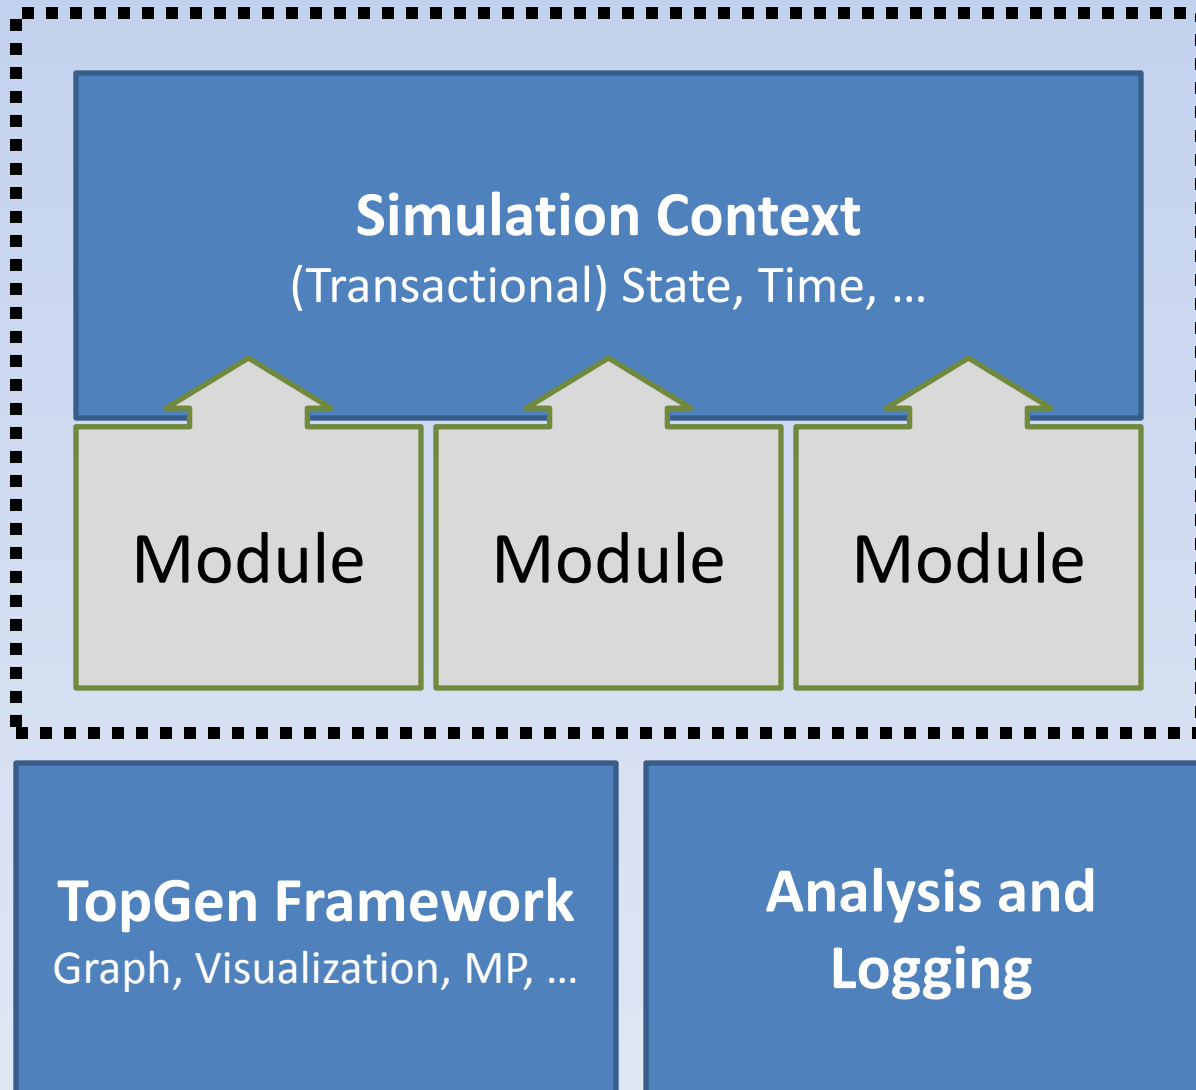 Simulation Context
(Transactional) State, Time, …
Module Module Module
TopGen Framework
Graph, Visualization, MP, …
Analysis and
Logging